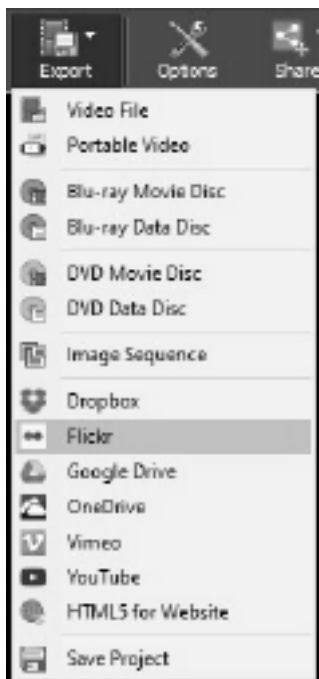 Export Options Share
Video File
Portable Video
Blu-ray Movie Disc
Blu-ray Data Disc
DVD Movie Disc
DVD Data Disc
Image Sequence
Dropbox
Flickr
Google Drive
OneDrive
Vimeo
YouTube
HTML5 for Website
Save Project